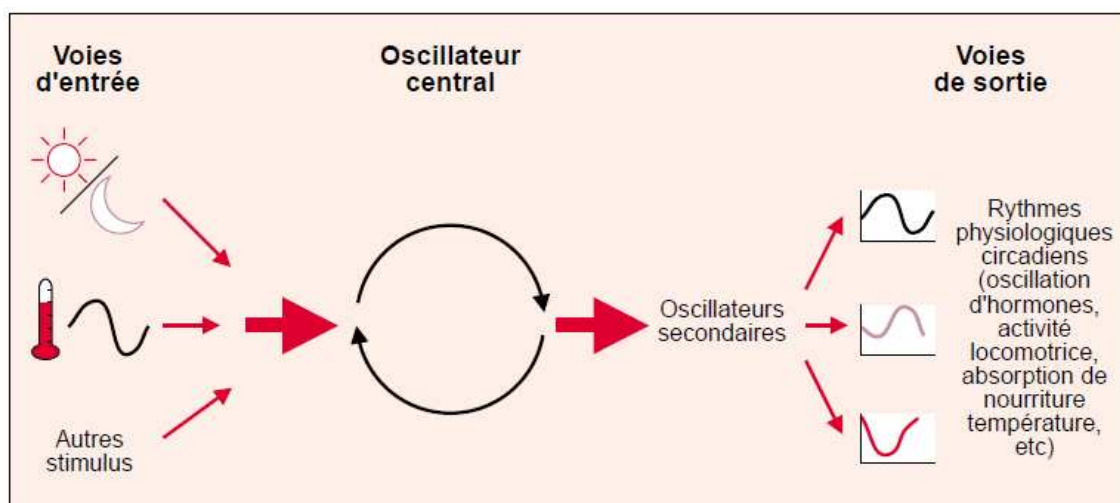 Voies
d'entrée
Oscillateur
central
Voies
de sortie
Autres
stimulus
Oscillateurs
secondaires
Rythmes
physiologiques
circadiens
(oscillation
d'hormones,
activité
locomotrice,
absorption de
nourriture
température,
etc)